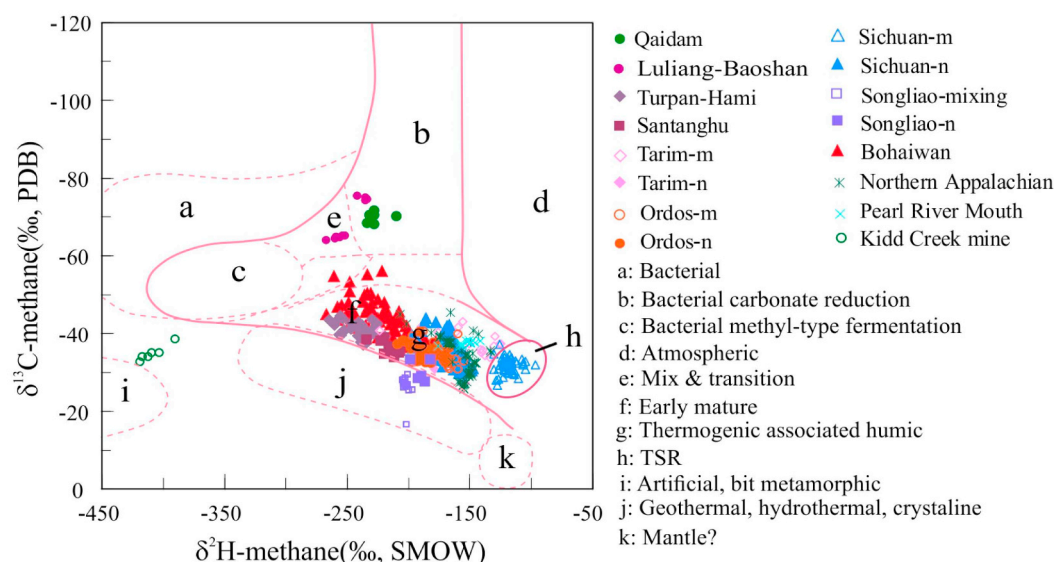 -120
-100
-80
-60
-40
-20
0
-450
-350
-250
-150
-50
δ¹³C-methane(‰, PDB)
δ²H-methane(‰, SMOW)
a
b
c
d
e
f
g
h
i
j
k
Qaidam
Luliang-Baoshan
Turpan-Hami
Santanghu
Tarim-m
Tarim-n
Ordos-m
Ordos-n
Sichuan-m
Sichuan-n
Songliao-mixing
Songliao-n
Bohaiwan
Northern Appalachian
Pearl River Mouth
Kidd Creek mine
a: Bacterial
b: Bacterial carbonate reduction
c: Bacterial methyl-type fermentation
d: Atmospheric
e: Mix & transition
f: Early mature
g: Thermogenic associated humic
h: TSR
i: Artificial, bit metamorphic
j: Geothermal, hydrothermal, crystaline
k: Mantle?